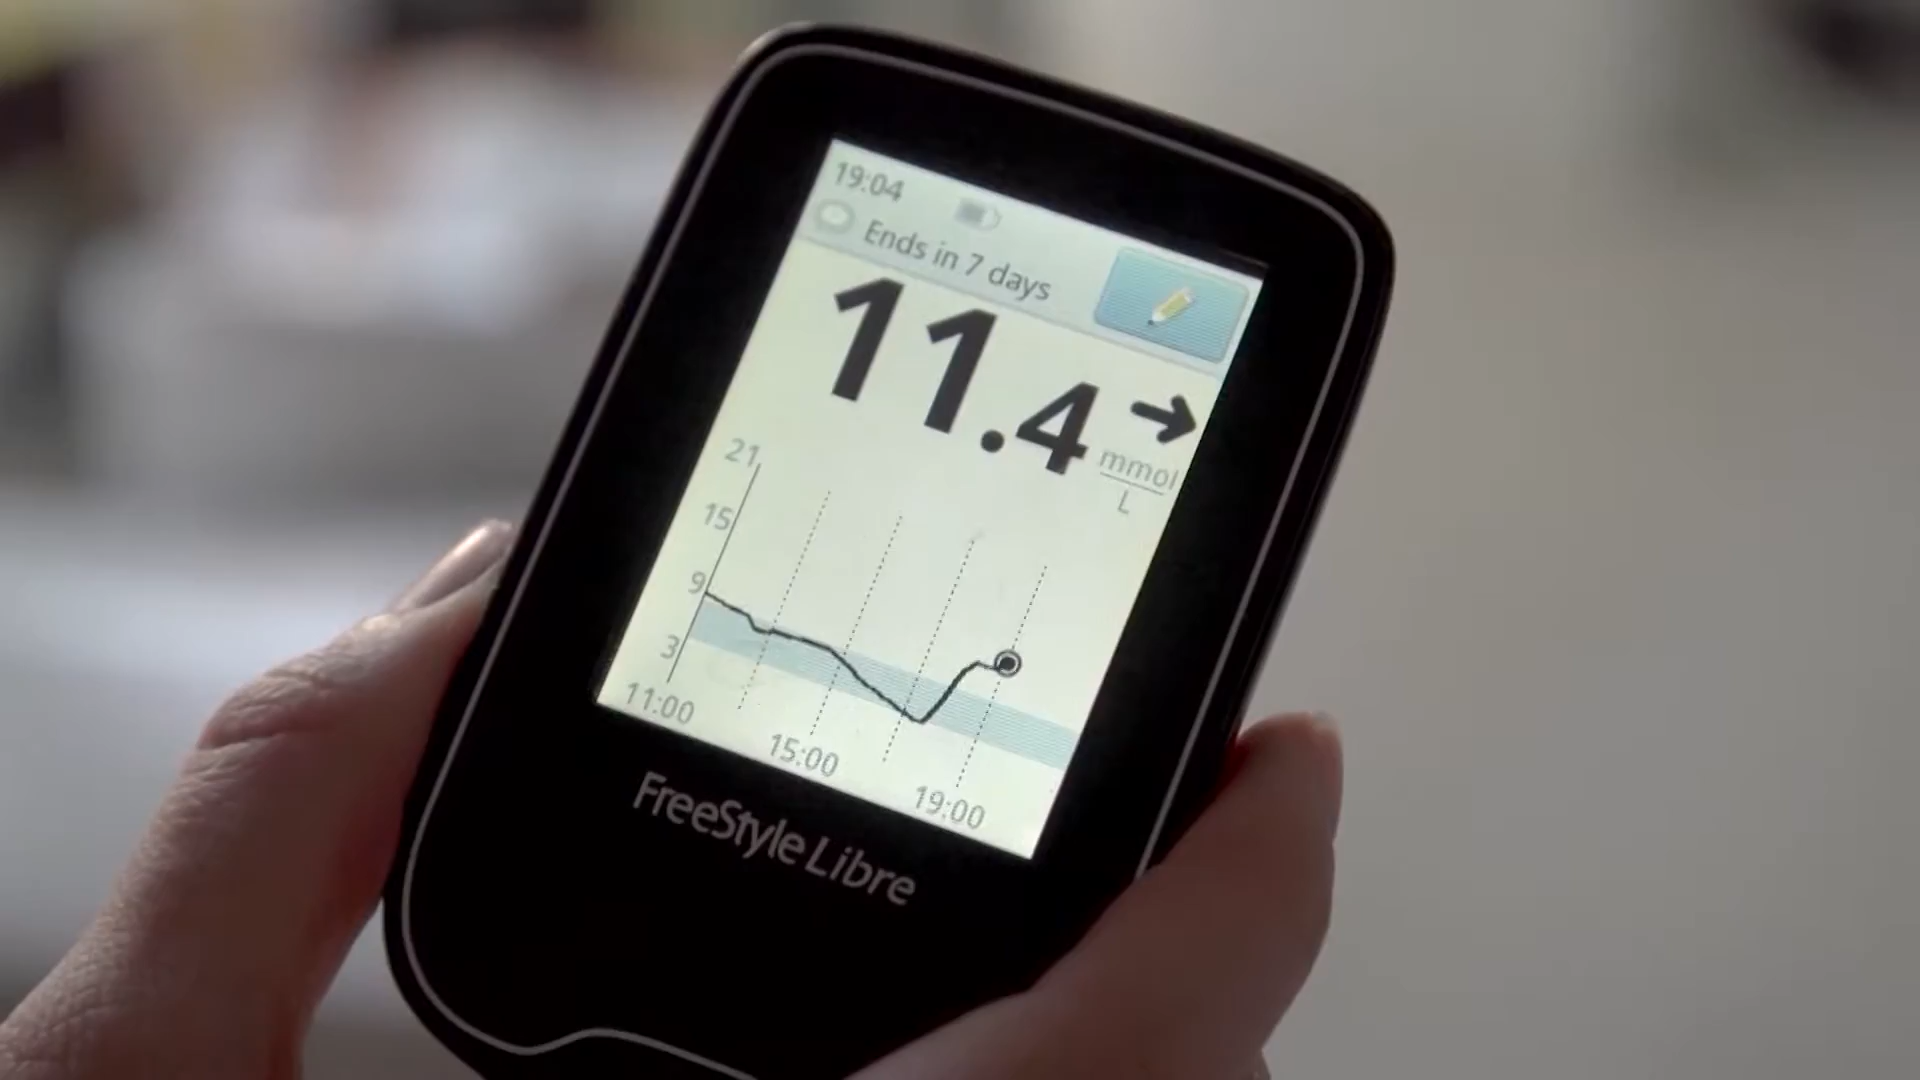 19:04
Ends in 7 days
11.4
mmol
L
21
15
9
3
11:00
15:00
19:00
FreeStyle Libre